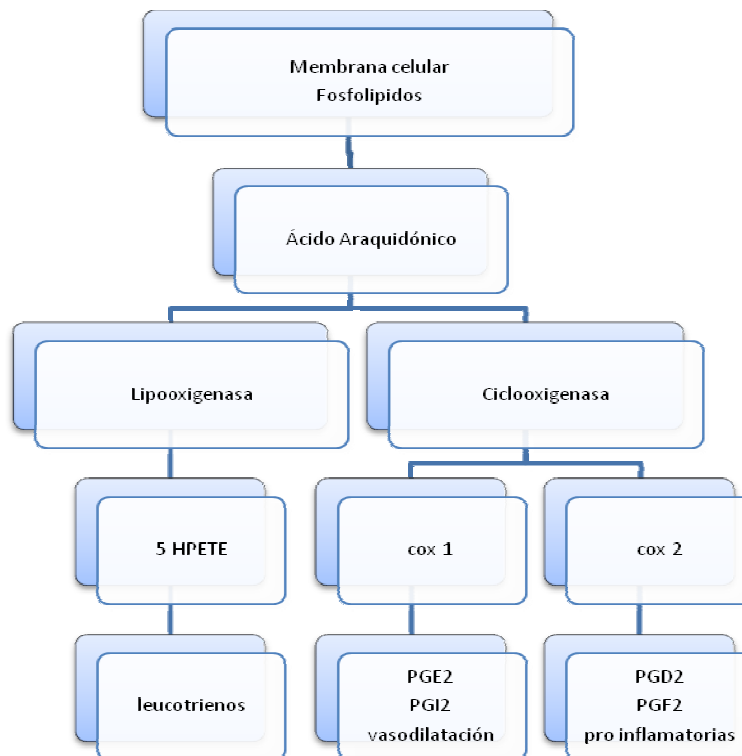 Membrana celular
Fosfolipidos
Ácido Araquidónico
Lipooxigenasa
Ciclooxigenasa
5 HPETE
cox 1
cox 2
leucotrienos
PGE2
PGI2
vasodilatación
PGD2
PGF2
pro inflamatorias